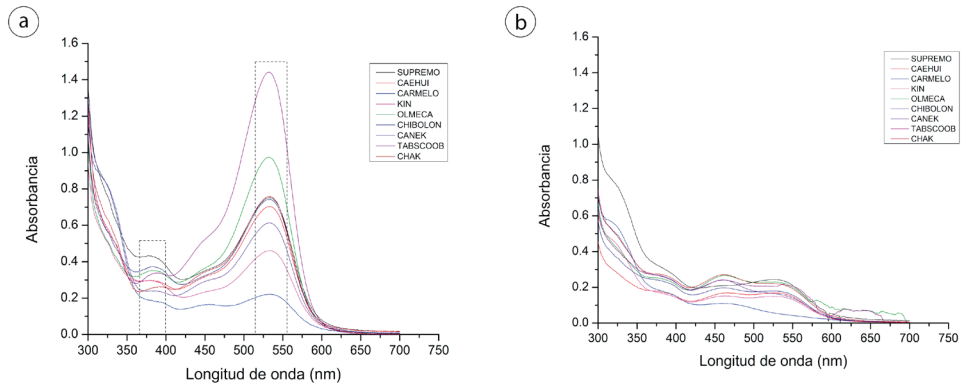 a
1.6
1.4
1.2
1.0
0.8
0.6
0.4
0.2
0.0
Absorbancia
300 350 400 450 500 550 600 650 700 750
Longitud de onda (nm)
SUPREMO
CAEHUI
CARMELO
KIN
OLMECA
CHIBOLON
CANEK
TABSCOOB
CHAK
b
1.6
1.4
1.2
1.0
0.8
0.6
0.4
0.2
0.0
Absorbancia
300 350 400 450 500 550 600 650 700 750
Longitud de onda (nm)
SUPREMO
CAEHUI
CARMELO
KIN
OLMECA
CHIBOLON
CANEK
TABSCOOB
CHAK